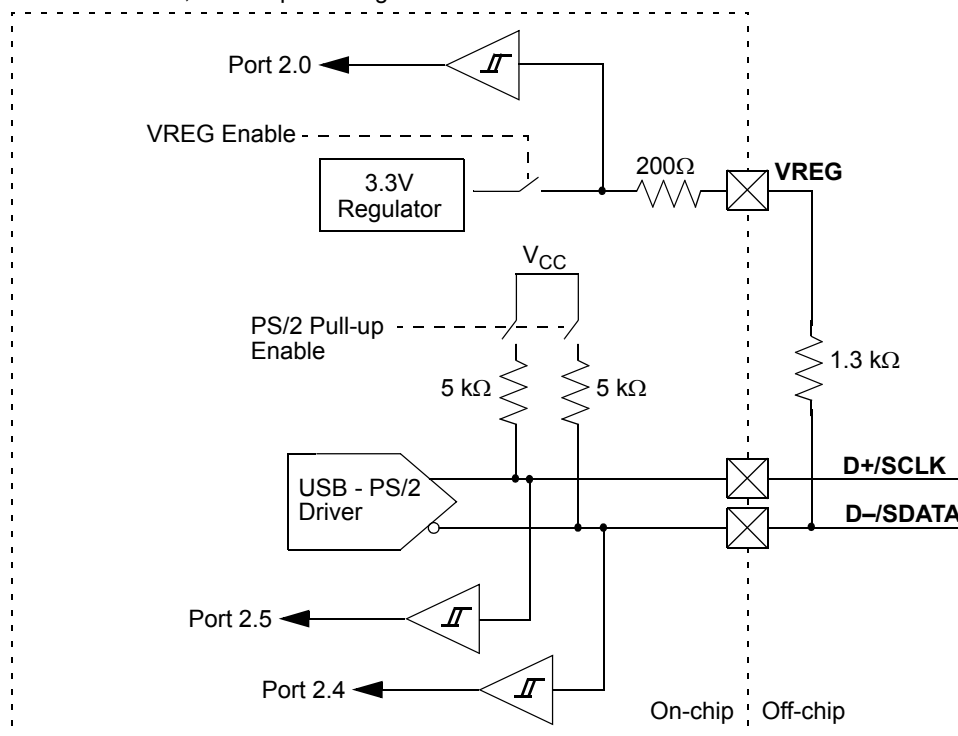 Port 2.0
VREG Enable
3.3V
Regulator
200Ω
VREG
VCC
PS/2 Pull-up
Enable
5 kΩ
5 kΩ
1.3 kΩ
D+/SCLK
USB - PS/2
Driver
D–/SDATA
Port 2.5
Port 2.4
On-chip
Off-chip